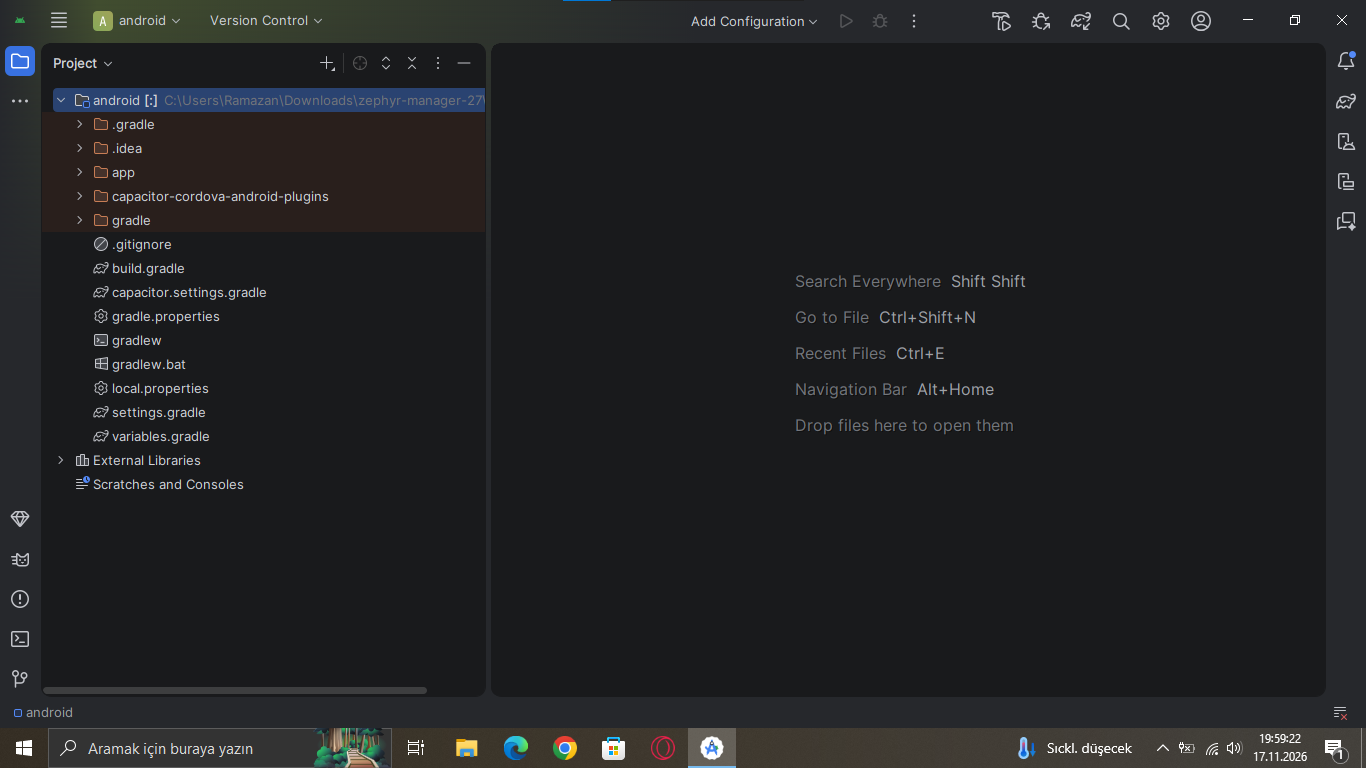 A android Version Control Add Configuration
Project
android [:] C:\Users\Ramazan\Downloads\zephyr-manager-27\
.gradle
.idea
app
capacitor-cordova-android-plugins
gradle
.gitignore
build.gradle
capacitor.settings.gradle
gradle.properties
gradlew
gradlew.bat
local.properties
settings.gradle
variables.gradle
External Libraries
Scratches and Consoles
Search Everywhere Shift Shift
Go to File Ctrl+Shift+N
Recent Files Ctrl+E
Navigation Bar Alt+Home
Drop files here to open them
android
Aramak için buraya yazın
Sıckl. düşecek
19:59:22
17.11.2026
1